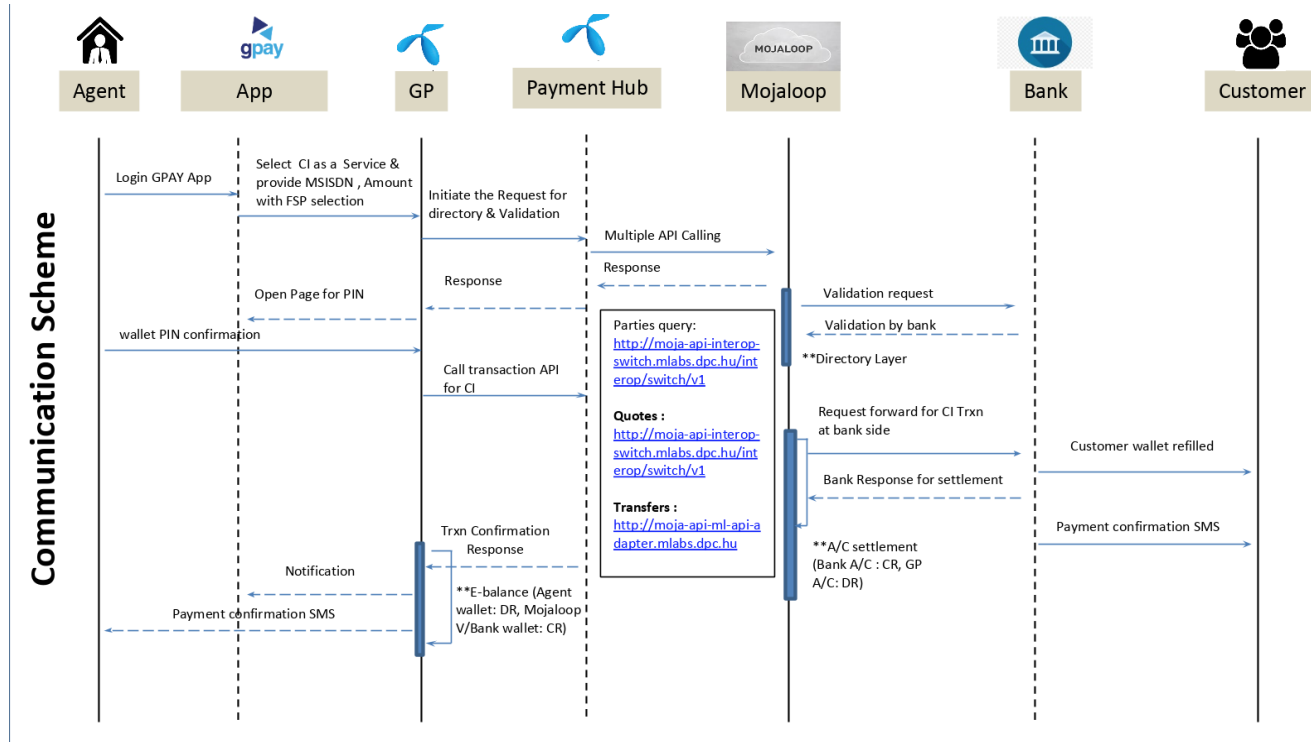 gpay
MOJALOOP
Agent
App
GP
Payment Hub
Mojaloop
Bank
Customer
Communication Scheme
Login GPAY App
Select CI as a Service &
provide MSISDN , Amount
with FSP selection
Initiate the Request for
directory & Validation
Multiple API Calling
Response
Response
Open Page for PIN
Validation request
Validation by bank
**Directory Layer
wallet PIN confirmation
Call transaction API
for CI
Parties query:
http://moja-api-interop-
switch.mlabs.dpc.hu/int
erop/switch/v1
Quotes :
http://moja-api-interop-
switch.mlabs.dpc.hu/int
erop/switch/v1
Transfers :
http://moja-api-ml-api-a
dapter.mlabs.dpc.hu
Request forward for CI Trxn
at bank side
Customer wallet refilled
Bank Response for settlement
Payment confirmation SMS
**A/C settlement
(Bank A/C : CR, GP
A/C: DR)
Trxn Confirmation
Response
Notification
**E-balance (Agent
wallet: DR, Mojaloop
V/Bank wallet: CR)
Payment confirmation SMS